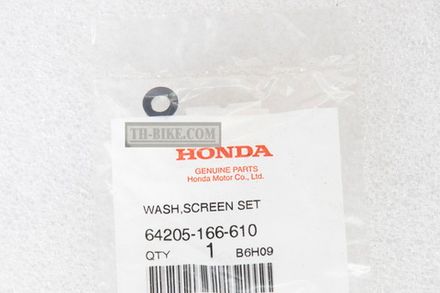 TH-BIKE.COM
HONDA
GENUINE PARTS
Honda Motor Co., Ltd.
WASH,SCREEN SET
64205-166-610
QTY 1 B6H09